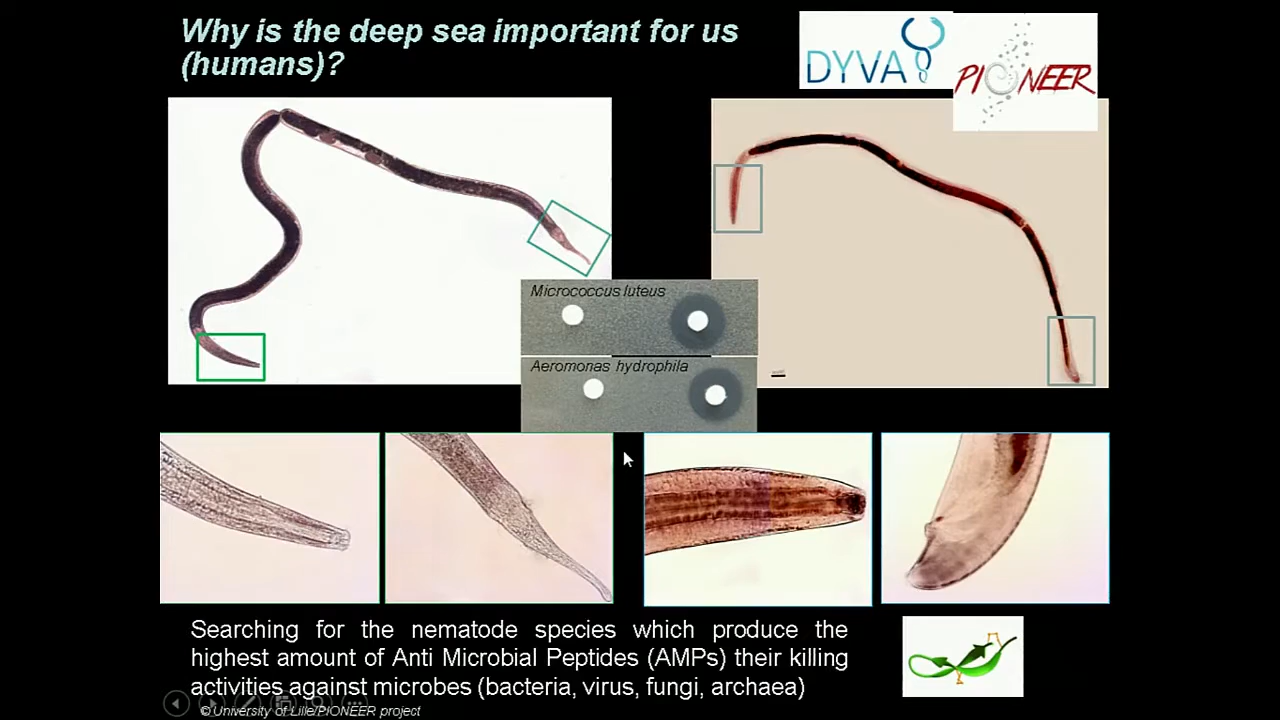 Why is the deep sea important for us
(humans)?
DYVA
PIONEER
Micrococcus luteus
Aeromonas hydrophila
Searching for the nematode species which produce the
highest amount of Anti Microbial Peptides (AMPs) their killing
activities against microbes (bacteria, virus, fungi, archaea)
©University of Lille/PIONEER project